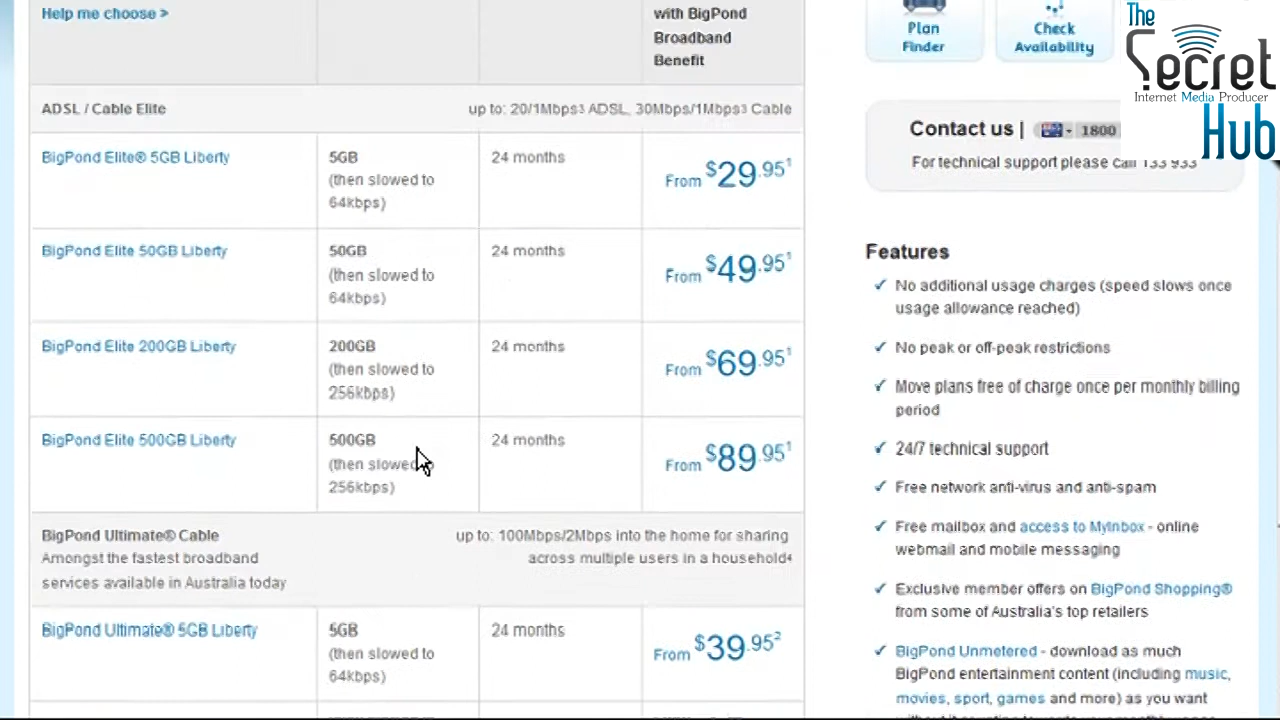 Help me choose >
with BigPond
Broadband
Benefit
ADSL / Cable Elite
up to: 20/1Mbps3 ADSL, 30Mbps/1Mbps3 Cable
BigPond Elite® 5GB Liberty
5GB
(then slowed to
64kbps)
24 months
From $29.95¹
BigPond Elite 50GB Liberty
50GB
(then slowed to
64kbps)
24 months
From $49.95¹
BigPond Elite 200GB Liberty
200GB
(then slowed to
256kbps)
24 months
From $69.95¹
BigPond Elite 500GB Liberty
500GB
(then slowed
256kbps)
24 months
From $89.95¹
BigPond Ultimate® Cable
Amongst the fastest broadband
services available in Australia today
up to: 100Mbps/2Mbps into the home for sharing
across multiple users in a household4
BigPond Ultimate® 5GB Liberty
5GB
(then slowed to
64kbps)
24 months
From $39.95²
Plan
Finder
Check
Availability
The
Secret
Internet Media Producer
Hub
Contact us | 1800
For technical support please call 133 933
Features
✓ No additional usage charges (speed slows once
usage allowance reached)
✓ No peak or off-peak restrictions
✓ Move plans free of charge once per monthly billing
period
✓ 24/7 technical support
✓ Free network anti-virus and anti-spam
✓ Free mailbox and access to MyInbox - online
webmail and mobile messaging
✓ Exclusive member offers on BigPond Shopping®
from some of Australia's top retailers
✓ BigPond Unmetered - download as much
BigPond entertainment content (including music,
movies, sport, games and more) as you want